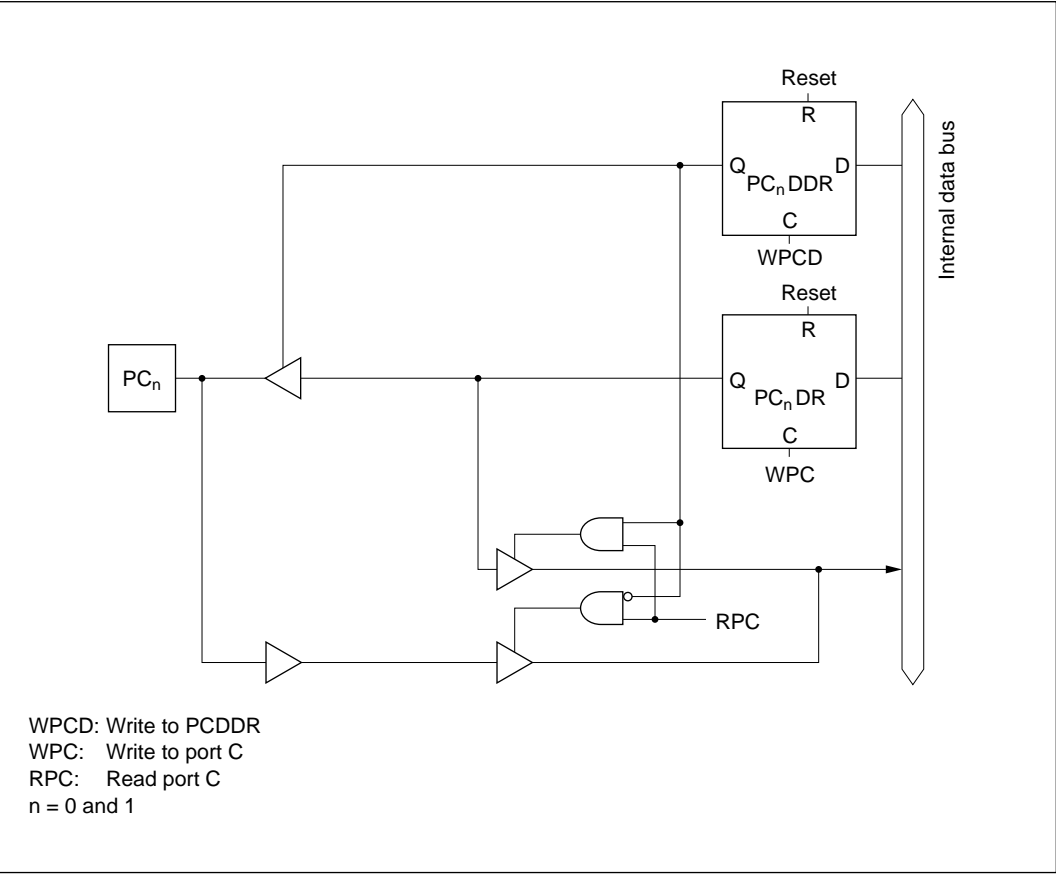 Reset
R
Q
D
PCn DDR
C
WPCD
Internal data bus
Reset
R
PCn
Q
D
PCn DR
C
WPC
RPC
WPCD: Write to PCDDR
WPC: Write to port C
RPC: Read port C
n = 0 and 1